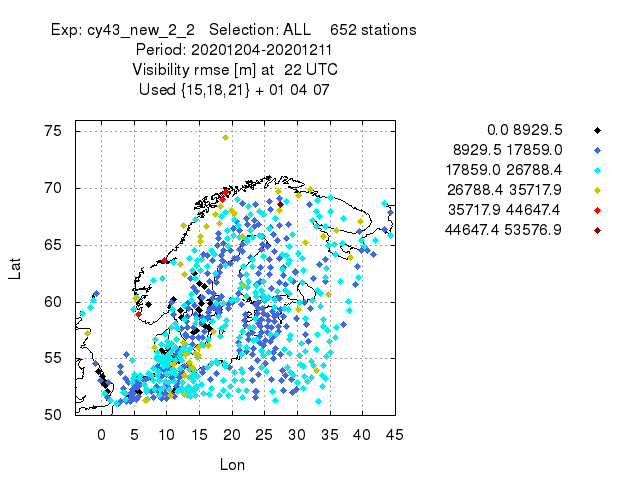 Exp: cy43_new_2_2   Selection: ALL    652 stations
Period: 20201204-20201211
Visibility rmse [m] at  22 UTC
Used {15,18,21} + 01 04 07
0.0 8929.5
8929.5 17859.0
17859.0 26788.4
26788.4 35717.9
35717.9 44647.4
44647.4 53576.9
75
70
65
60
55
50
Lat
0 5 10 15 20 25 30 35 40 45
Lon